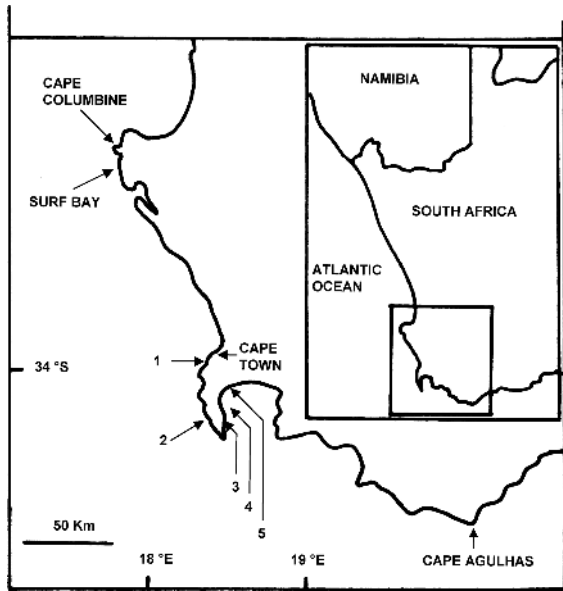 CAPE
COLUMBINE
SURF BAY
NAMIBIA
SOUTH AFRICA
ATLANTIC
OCEAN
1
CAPE
TOWN
34 °S
2
3
4
5
50 Km
18 °E
19 °E
CAPE AGULHAS